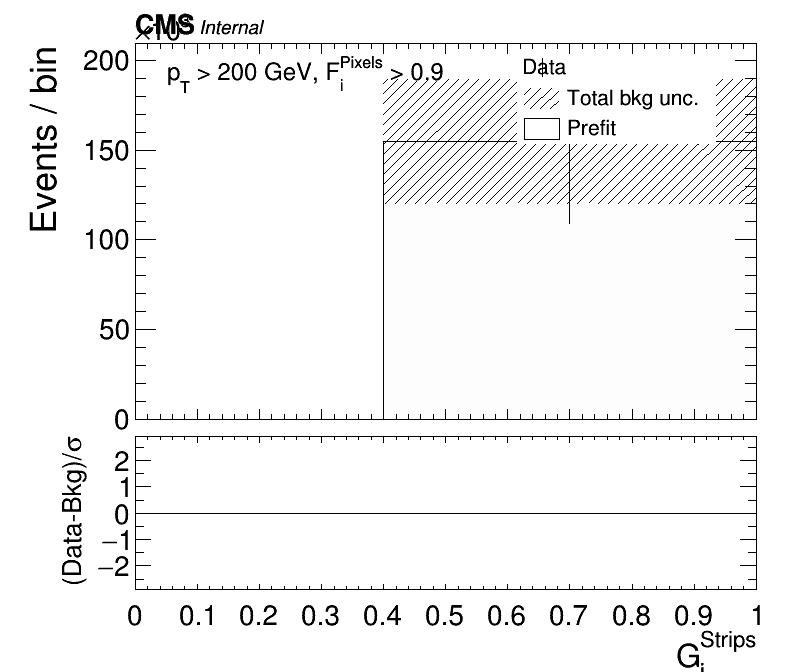 CMS Internal
×10³
Events / bin
200
150
100
50
0
p_T > 200 GeV, F_i^Pixels > 0.9
Data
Total bkg unc.
Prefit
(Data-Bkg)/σ
2
1
0
−1
−2
0 0.1 0.2 0.3 0.4 0.5 0.6 0.7 0.8 0.9 1
G_i^Strips